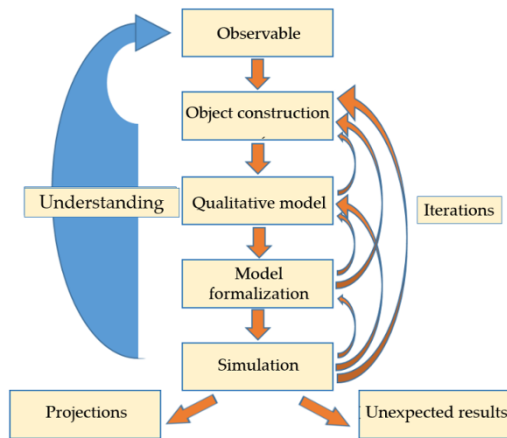 Observable
Object construction
Understanding
Qualitative model
Iterations
Model
formalization
Simulation
Projections
Unexpected results